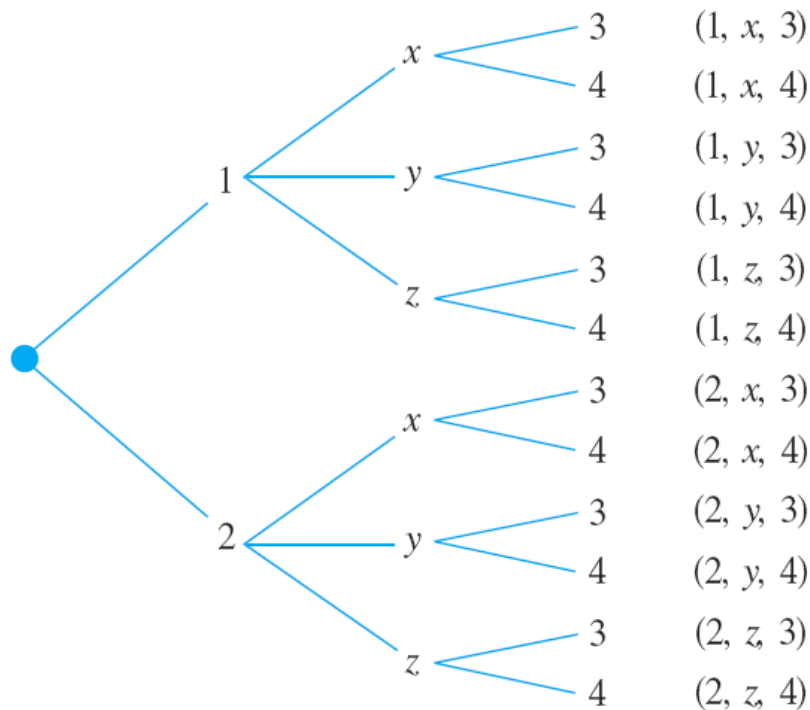 x 3 (1, x, 3)
4 (1, x, 4)
1 y 3 (1, y, 3)
4 (1, y, 4)
z 3 (1, z, 3)
4 (1, z, 4)
x 3 (2, x, 3)
4 (2, x, 4)
2 y 3 (2, y, 3)
4 (2, y, 4)
z 3 (2, z, 3)
4 (2, z, 4)